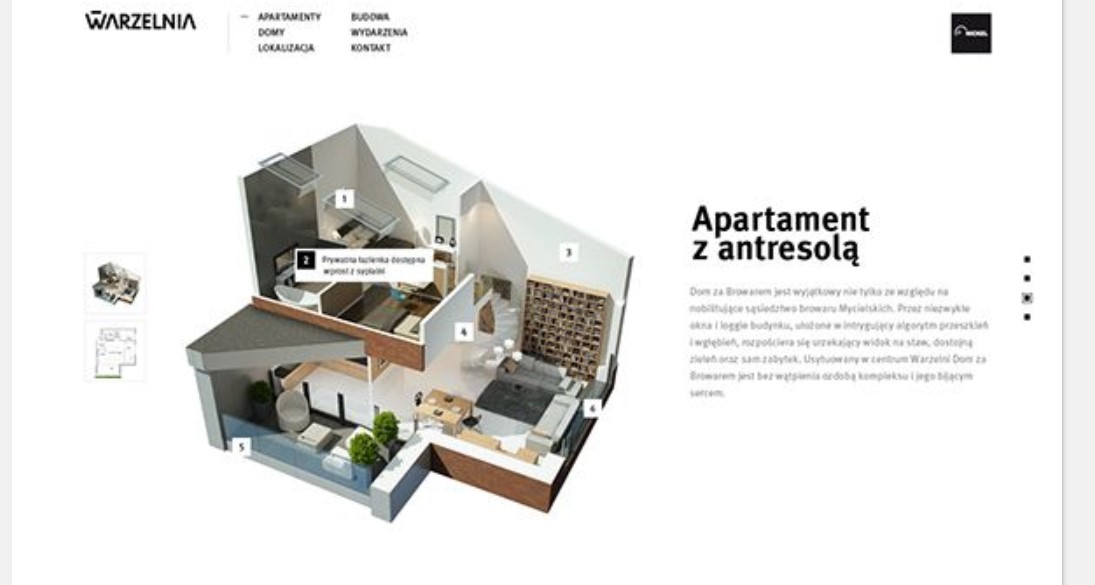 WARZELNIA
APARTAMENTY
DOMY
LOKALIZACJA
BUDOWA
WYDARZENIA
KONTAKT
NICKEL
1
2 Prywatna łazienka dostępna
wprost z sypialni
3
4
5
6
Apartament
z antresolą
Dom za Browarem jest wyjątkowy nie tylko ze względu na
nobilitujące sąsiedztwo browaru Mycielskich. Przez niezwykłe
okna i loggie budynku, ułożone w intrygujący algorytm przeszkleń
i wgłębień, rozpościera się urzekający widok na staw, dostojną
zieleń oraz sam zabytek. Usytuowany w centrum Warzelni Dom za
Browarem jest bez wątpienia ozdobą kompleksu i jego bijącym
sercem.